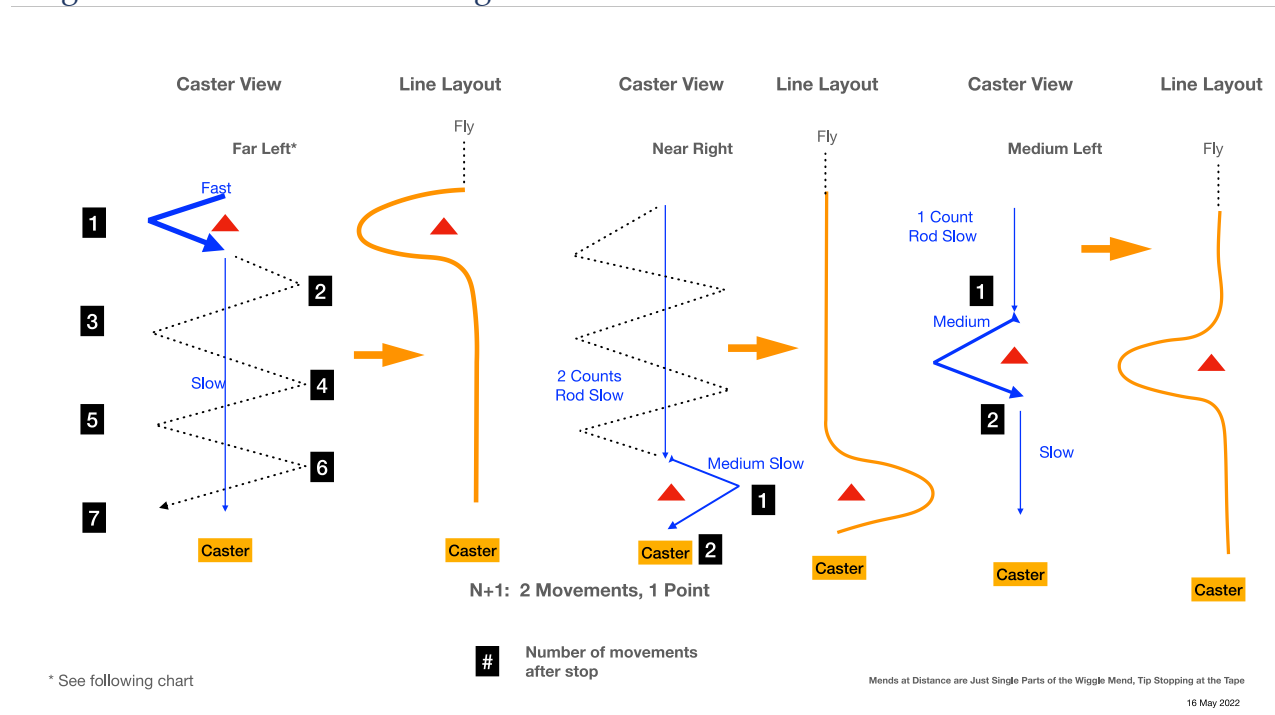 Caster View
Line Layout
Caster View
Line Layout
Caster View
Line Layout
Fly
Far Left*
Fast
1
2
3
4
Slow
5
6
7
Caster
Caster
Near Right
Fly
2 Counts
Rod Slow
Medium Slow
1
2
Caster
Caster
Medium Left
Fly
1 Count
Rod Slow
1
Medium
2
Slow
Caster
Caster
N+1: 2 Movements, 1 Point
#
Number of movements
after stop
* See following chart
Mends at Distance are Just Single Parts of the Wiggle Mend, Tip Stopping at the Tape
16 May 2022